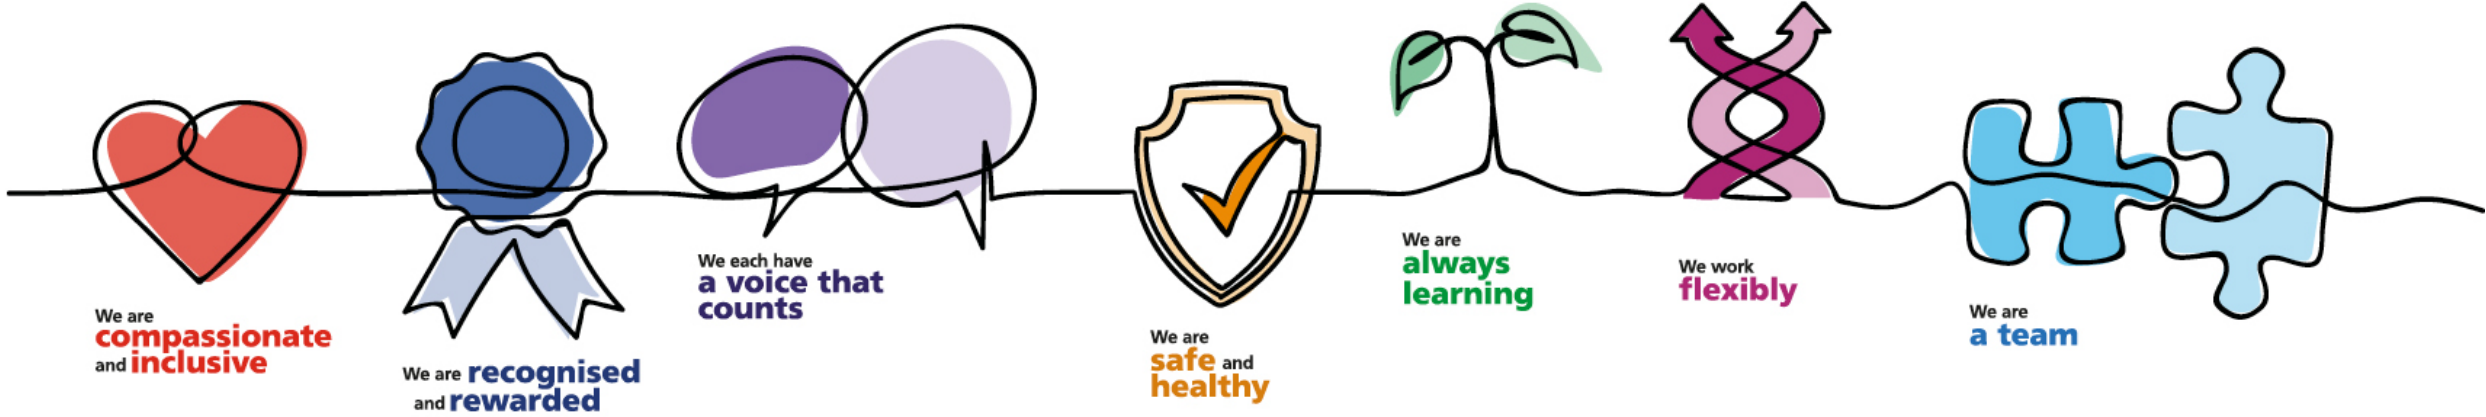 We are
compassionate
and inclusive
We are recognised
and rewarded
We each have
a voice that
counts
We are
safe and
healthy
We are
always
learning
We work
flexibly
We are
a team